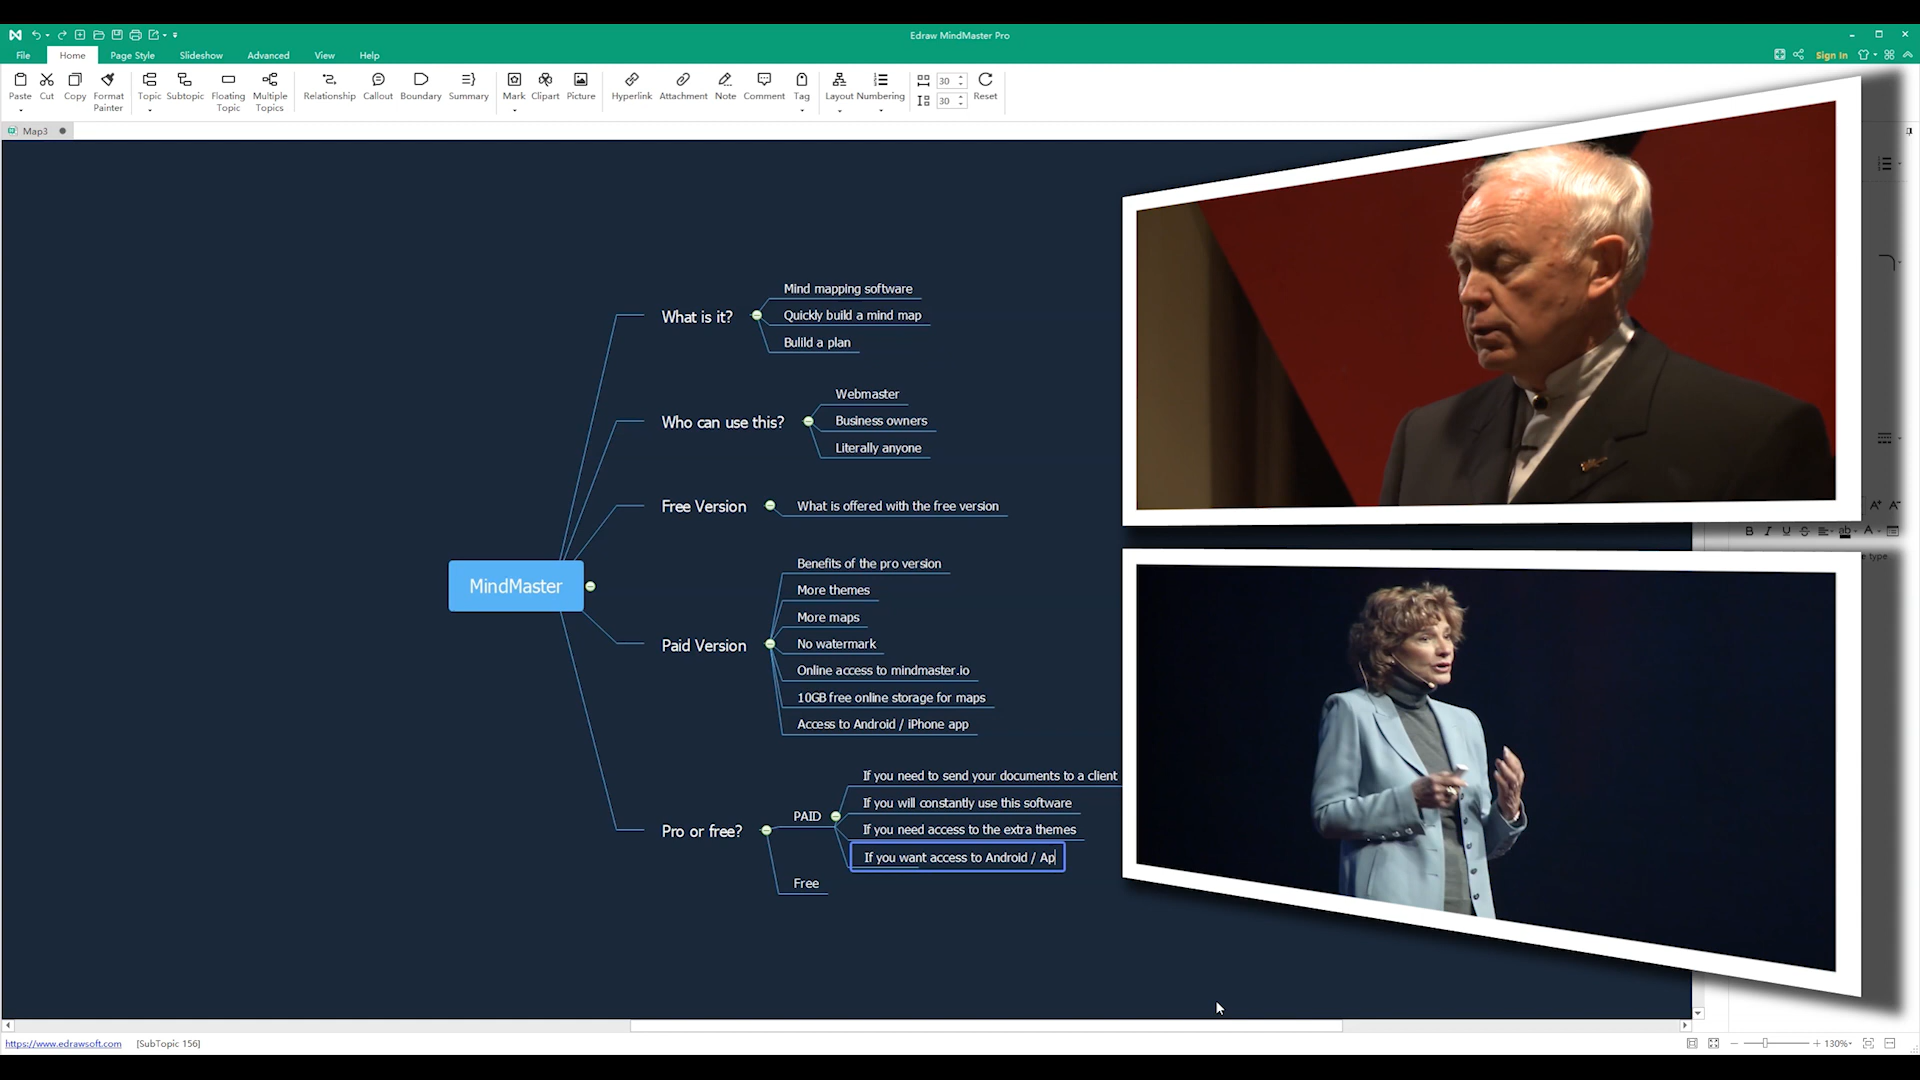 Edraw MindMaster Pro
File Home Page Style Slideshow Advanced View Help Sign In
Paste Cut Copy Format Painter Topic Subtopic Floating Topic Multiple Topics Relationship Callout Boundary Summary Mark Clipart Picture Hyperlink Attachment Note Comment Tag Layout Numbering 30 30 Reset
Map3
MindMaster
What is it?
Mind mapping software
Quickly build a mind map
Bulild a plan
Who can use this?
Webmaster
Business owners
Literally anyone
Free Version
What is offered with the free version
Paid Version
Benefits of the pro version
More themes
More maps
No watermark
Online access to mindmaster.io
10GB free online storage for maps
Access to Android / iPhone app
Pro or free?
PAID
If you need to send your documents to a client
If you will constantly use this software
If you need access to the extra themes
If you want access to Android / Ap
Free
type
https://www.edrawsoft.com [SubTopic 156]
130%